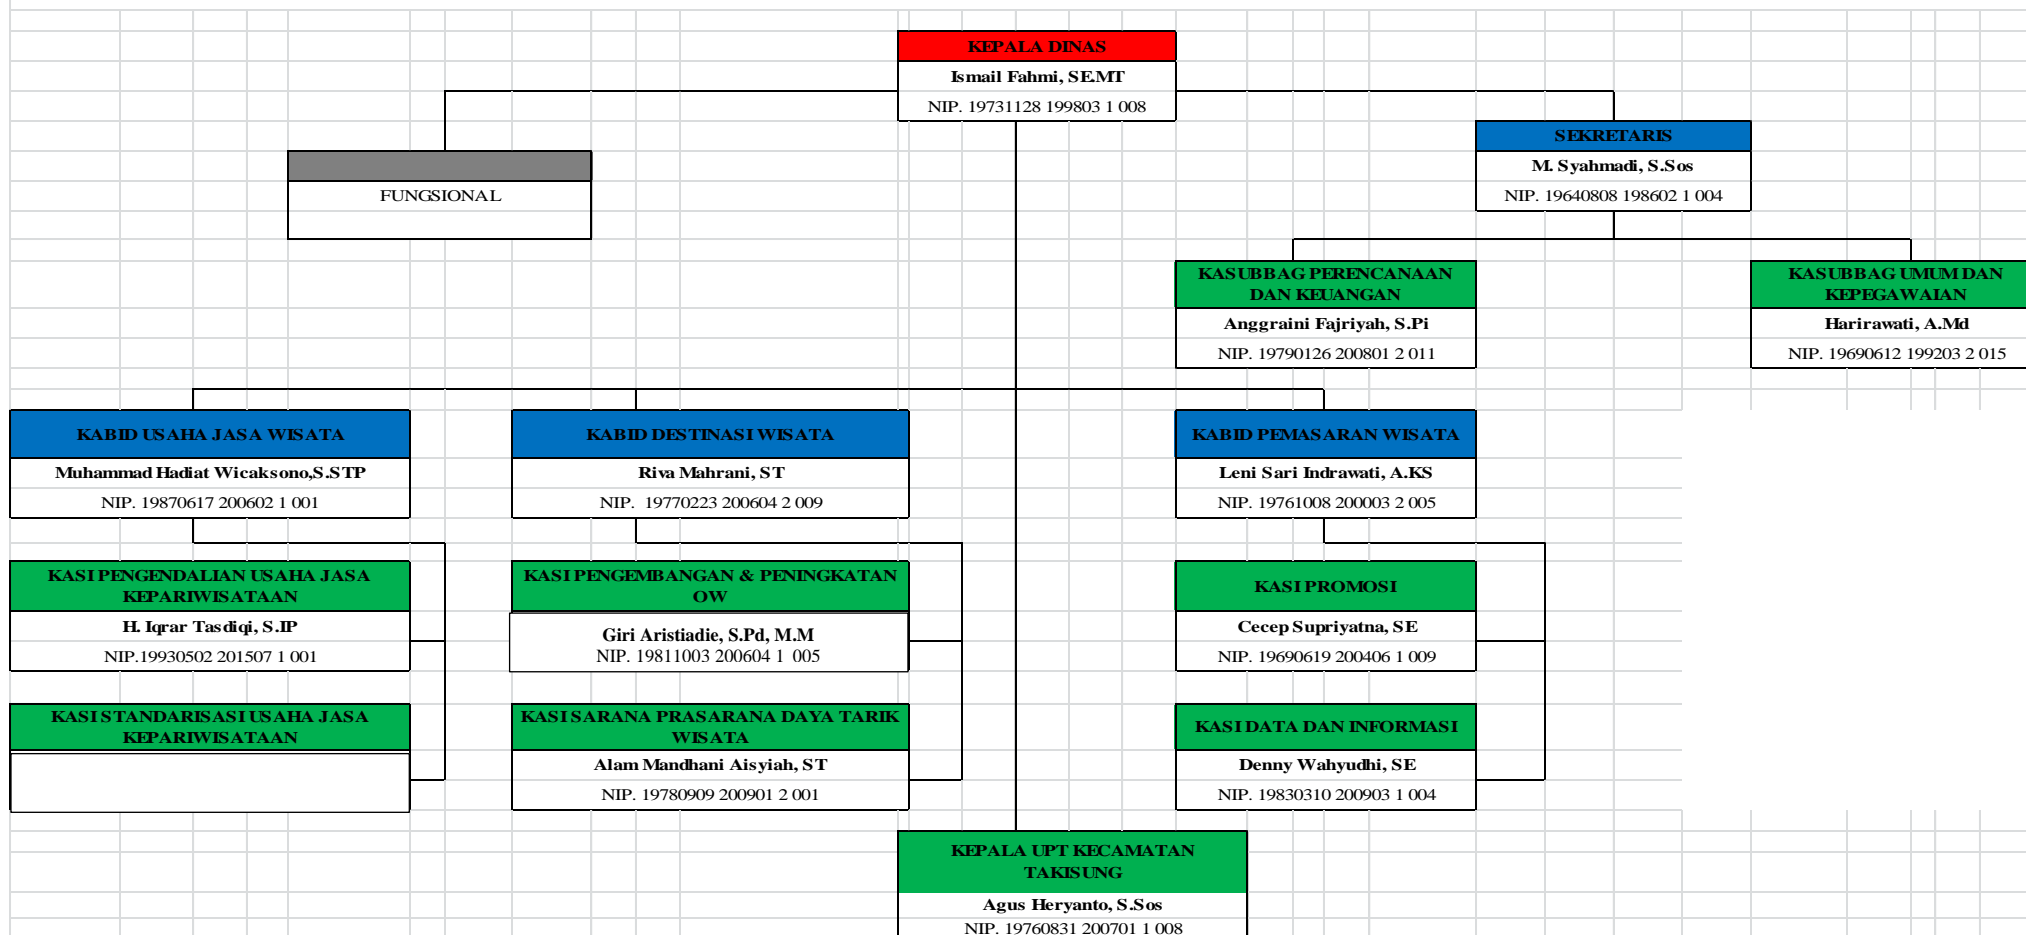 KEPALA DINAS
Ismail Fahmi, SE.MT
NIP. 19731128 199803 1 008
SEKRETARIS
M. Syahmadi, S.Sos
NIP. 19640808 198602 1 004
FUNGSIONAL
KASUBBAG PERENCANAAN
DAN KEUANGAN
Anggraini Fajriyah, S.Pi
NIP. 19790126 200801 2 011
KASUBBAG UMUM DAN
KEPEGAWAIAN
Harirawati, A.Md
NIP. 19690612 199203 2 015
KABID USAHA JASA WISATA
Muhammad Hadiat Wicaksono,S.STP
NIP. 19870617 200602 1 001
KABID DESTINASI WISATA
Riva Mahrani, ST
NIP.  19770223 200604 2 009
KABID PEMASARAN WISATA
Leni Sari Indrawati, A.KS
NIP. 19761008 200003 2 005
KASI PENGENDALIAN USAHA JASA
KEPARIWISATAAN
H. Iqrar Tasdiqi, S.IP
NIP.19930502 201507 1 001
KASI PENGEMBANGAN & PENINGKATAN
OW
Giri Aristiadie, S.Pd, M.M
NIP. 19811003 200604 1  005
KASI PROMOSI
Cecep Supriyatna, SE
NIP. 19690619 200406 1 009
KASI STANDARISASI USAHA JASA
KEPARIWISATAAN
KASI SARANA PRASARANA DAYA TARIK
WISATA
Alam Mandhani Aisyiah, ST
NIP. 19780909 200901 2 001
KASI DATA DAN INFORMASI
Denny Wahyudhi, SE
NIP. 19830310 200903 1 004
KEPALA UPT KECAMATAN
TAKISUNG
Agus Heryanto, S.Sos
NIP. 19760831 200701 1 008